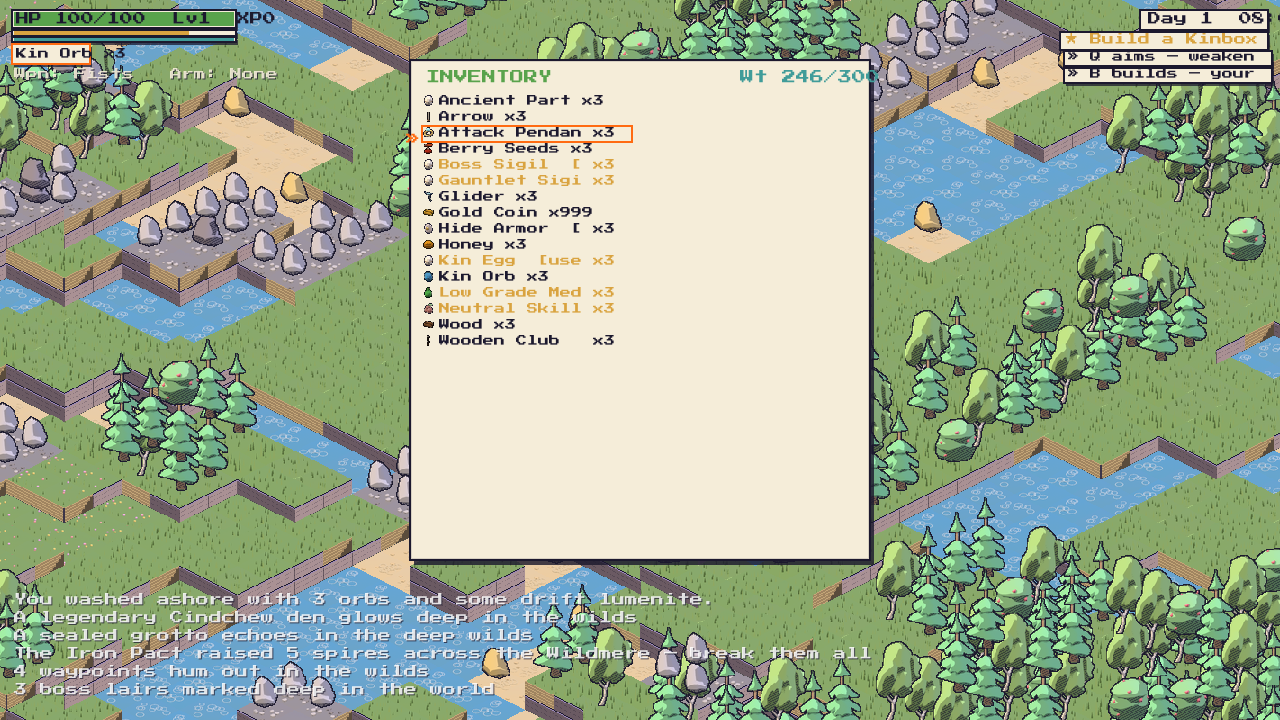 HP 100/100 Lv1 XP0
Kin Orb x3
Wpn: Fists Arm: None
Day 1 08:
★ Build a Kinbox
» Q aims — weaken
» B builds — your
INVENTORY
Wt 246/300
Ancient Part x3
Arrow x3
» Attack Pendan x3
Berry Seeds x3
Boss Sigil [ x3
Gauntlet Sigi x3
Glider x3
Gold Coin x999
Hide Armor [ x3
Honey x3
Kin Egg [use x3
Kin Orb x3
Low Grade Med x3
Neutral Skill x3
Wood x3
Wooden Club x3
You washed ashore with 3 orbs and some drift lumenite.
A legendary Cindchew den glows deep in the wilds
A sealed grotto echoes in the deep wilds
The Iron Pact raised 5 spires across the Wildmere — break them all
4 waypoints hum out in the wilds
3 boss lairs marked deep in the world